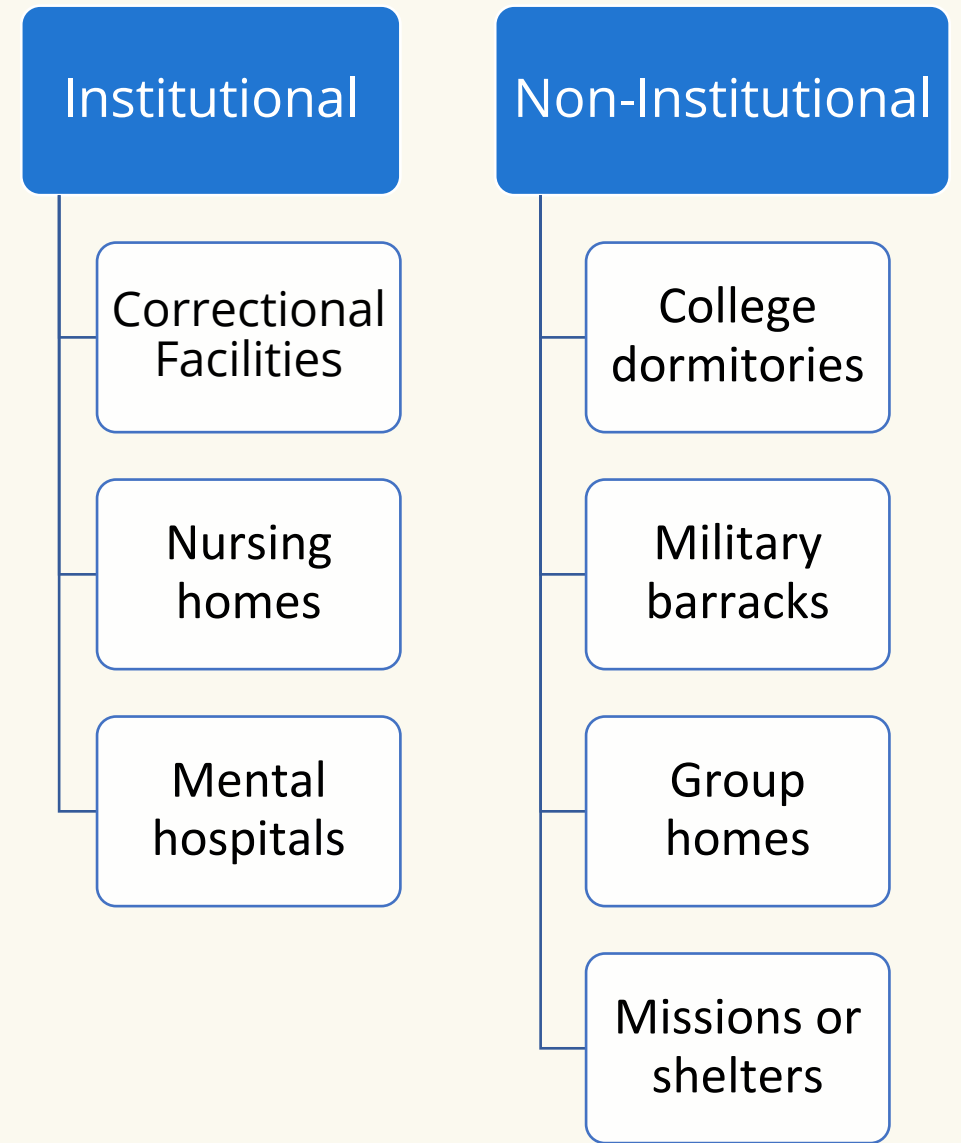 Institutional
Correctional
Facilities
Nursing
homes
Mental
hospitals
Non-Institutional
College
dormitories
Military
barracks
Group
homes
Missions or
shelters